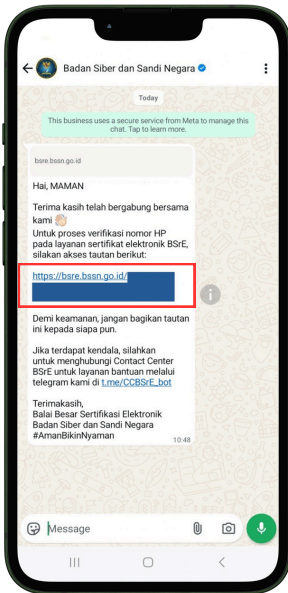 Badan Siber dan Sandi Negara
Today
This business uses a secure service from Meta to manage this
chat. Tap to learn more.
bsre.bssn.go.id
Hai, MAMAN
Terima kasih telah bergabung bersama
kami 👏🏻
Untuk proses verifikasi nomor HP
pada layanan sertifikat elektronik BSrE,
silakan akses tautan berikut:
https://bsre.bssn.go.id/
Demi keamanan, jangan bagikan tautan
ini kepada siapa pun.
Jika terdapat kendala, silahkan
untuk menghubungi Contact Center
BSrE untuk layanan bantuan melalui
telegram kami di t.me/CCBSrE_bot
Terimakasih,
Balai Besar Sertifikasi Elektronik
Badan Siber dan Sandi Negara
#AmanBikinNyaman
10:48
Message